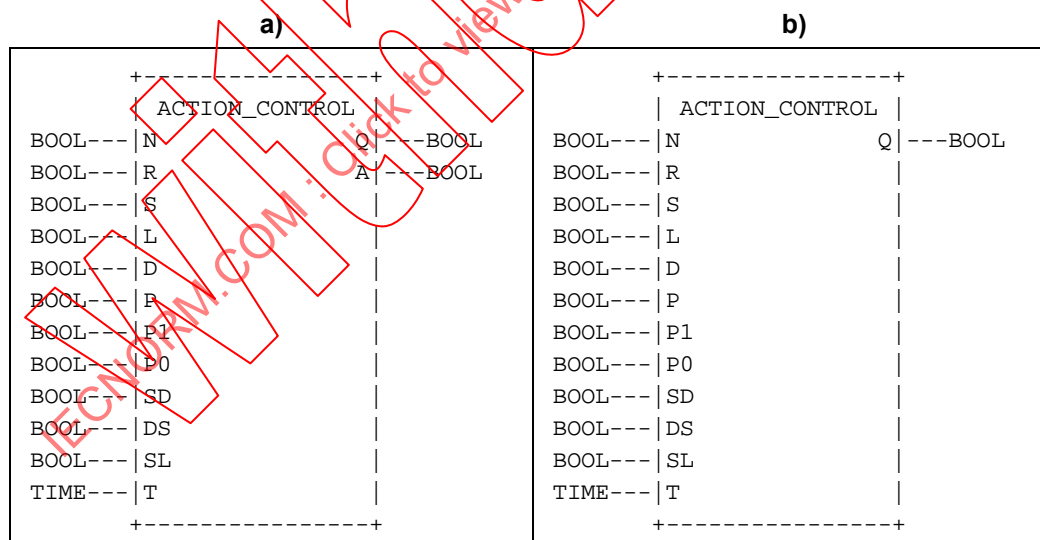 a) b)
+----------------+ +----------------+
| ACTION_CONTROL | | ACTION_CONTROL |
BOOL---|N Q|---BOOL BOOL---|N Q|---BOOL
BOOL---|R A|---BOOL BOOL---|R |
BOOL---|S | BOOL---|S |
BOOL---|L | BOOL---|L |
BOOL---|D | BOOL---|D |
BOOL---|P | BOOL---|P |
BOOL---|P1 | BOOL---|P1 |
BOOL---|P0 | BOOL---|P0 |
BOOL---|SD | BOOL---|SD |
BOOL---|DS | BOOL---|DS |
BOOL---|SL | BOOL---|SL |
TIME---|T | TIME---|T |
+----------------+ +----------------+
IECNORM.COM : Click to view